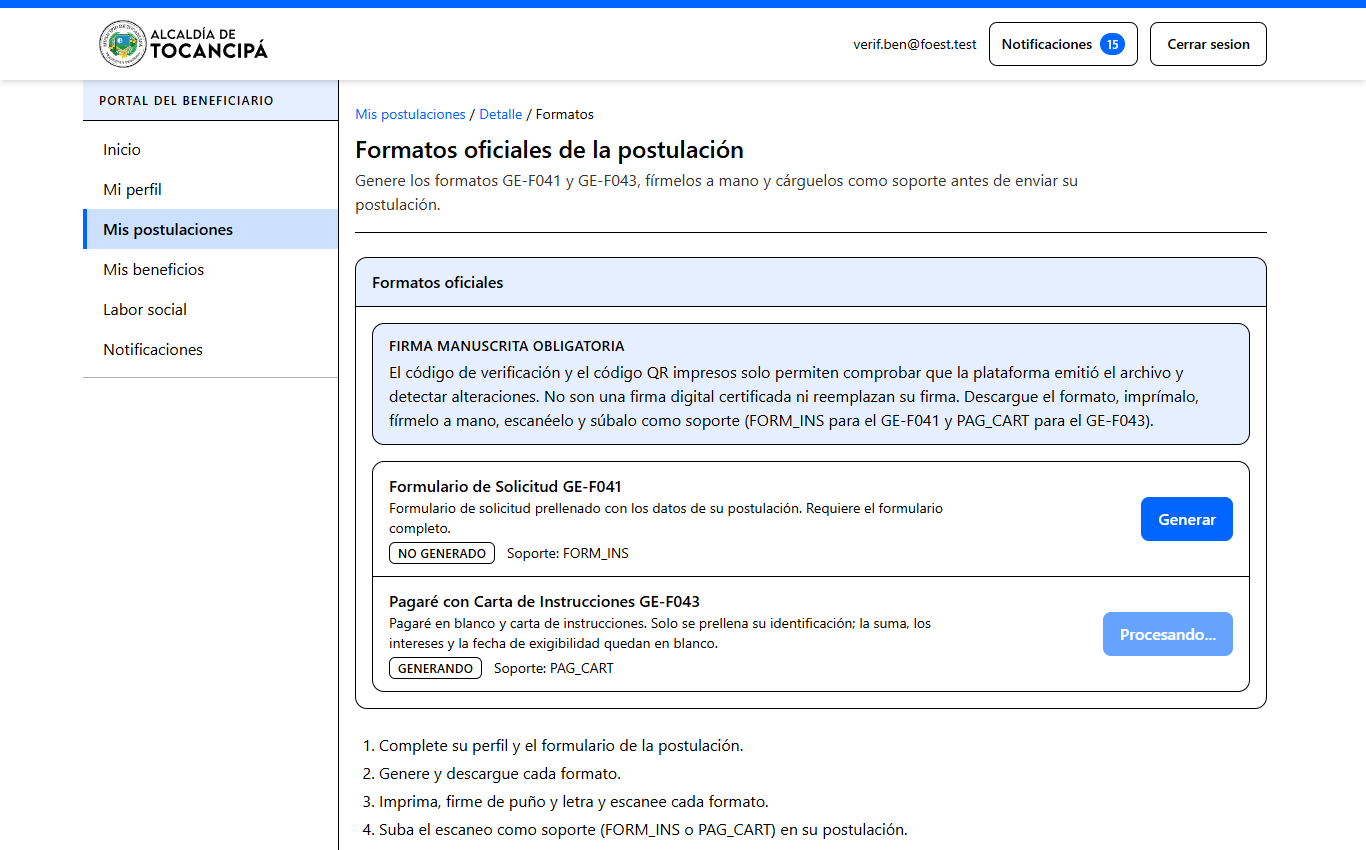 ALCALDÍA DE
TOCANCIPÁ
verif.ben@foest.test
Notificaciones 15
Cerrar sesion
PORTAL DEL BENEFICIARIO
Inicio
Mi perfil
Mis postulaciones
Mis beneficios
Labor social
Notificaciones
Mis postulaciones / Detalle / Formatos
Formatos oficiales de la postulación
Genere los formatos GE-F041 y GE-F043, fírmelos a mano y cárguelos como soporte antes de enviar su
postulación.
Formatos oficiales
FIRMA MANUSCRITA OBLIGATORIA
El código de verificación y el código QR impresos solo permiten comprobar que la plataforma emitió el archivo y
detectar alteraciones. No son una firma digital certificada ni reemplazan su firma. Descargue el formato, imprímalo,
fírmelo a mano, escanéelo y súbalo como soporte (FORM_INS para el GE-F041 y PAG_CART para el GE-F043).
Formulario de Solicitud GE-F041
Formulario de solicitud prellenado con los datos de su postulación. Requiere el formulario
completo.
NO GENERADO Soporte: FORM_INS
Generar
Pagaré con Carta de Instrucciones GE-F043
Pagaré en blanco y carta de instrucciones. Solo se prellena su identificación; la suma, los
intereses y la fecha de exigibilidad quedan en blanco.
GENERANDO Soporte: PAG_CART
Procesando...
1. Complete su perfil y el formulario de la postulación.
2. Genere y descargue cada formato.
3. Imprima, firme de puño y letra y escanee cada formato.
4. Suba el escaneo como soporte (FORM_INS o PAG_CART) en su postulación.